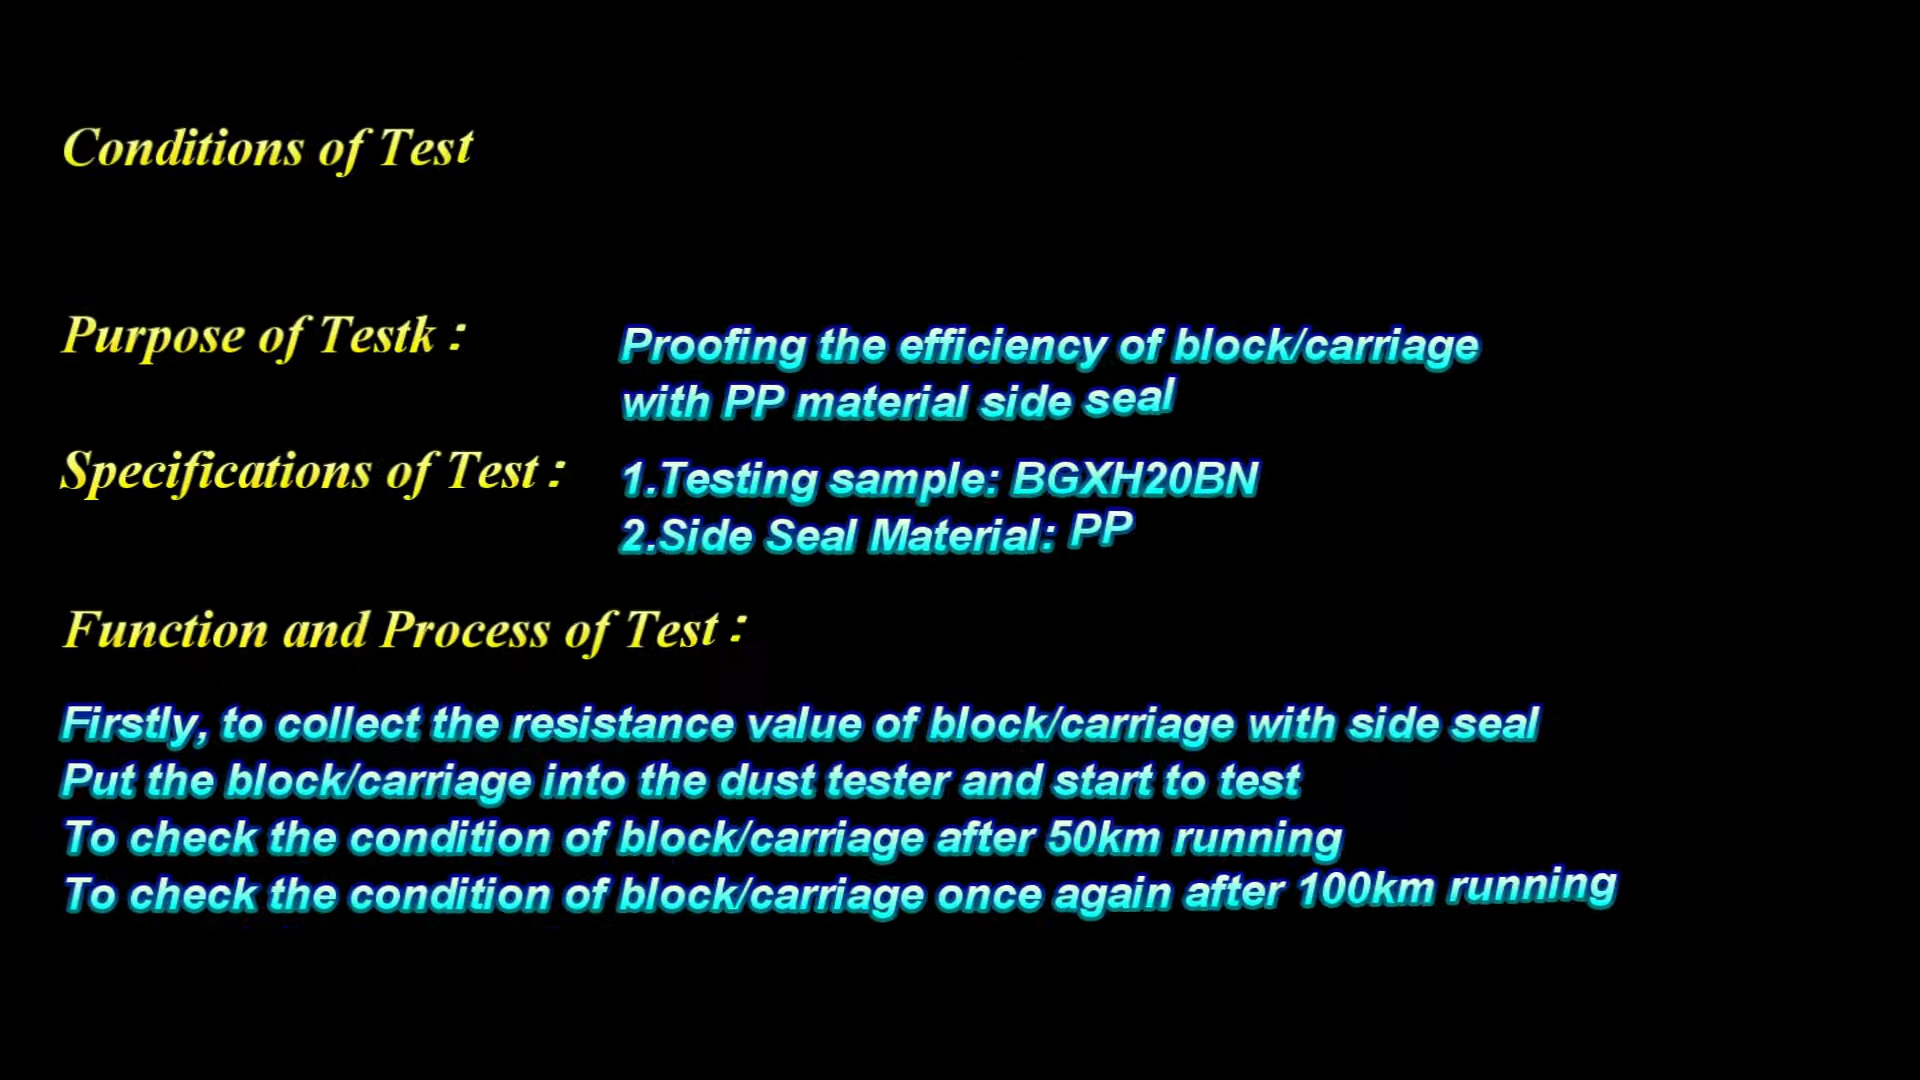 Conditions of Test
Purpose of Testk :
Proofing the efficiency of block/carriage
with PP material side seal
Specifications of Test :
1.Testing sample: BGXH20BN
2.Side Seal Material: PP
Function and Process of Test :
Firstly, to collect the resistance value of block/carriage with side seal
Put the block/carriage into the dust tester and start to test
To check the condition of block/carriage after 50km running
To check the condition of block/carriage once again after 100km running